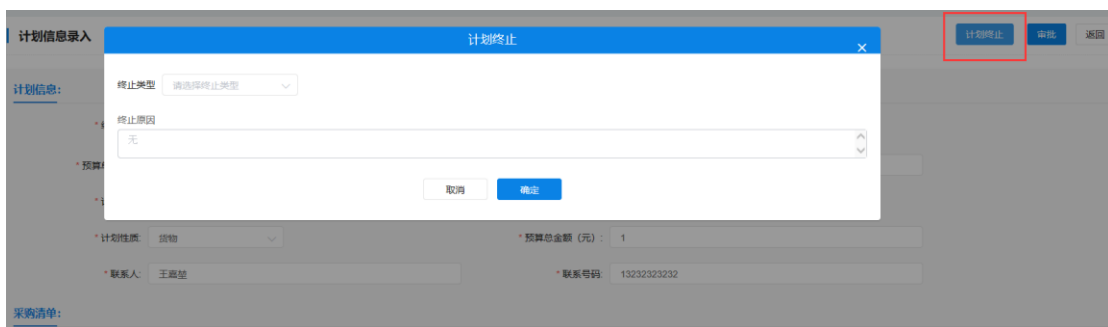 计划信息录入
计划终止
计划终止 审批 返回
计划信息:
终止类型 请选择终止类型
终止原因
无
* 预算
取消 确定
* 计划性质: 货物
* 预算总金额（元）: 1
* 联系人: 王嘉堃
* 联系号码: 13232323232
采购清单: